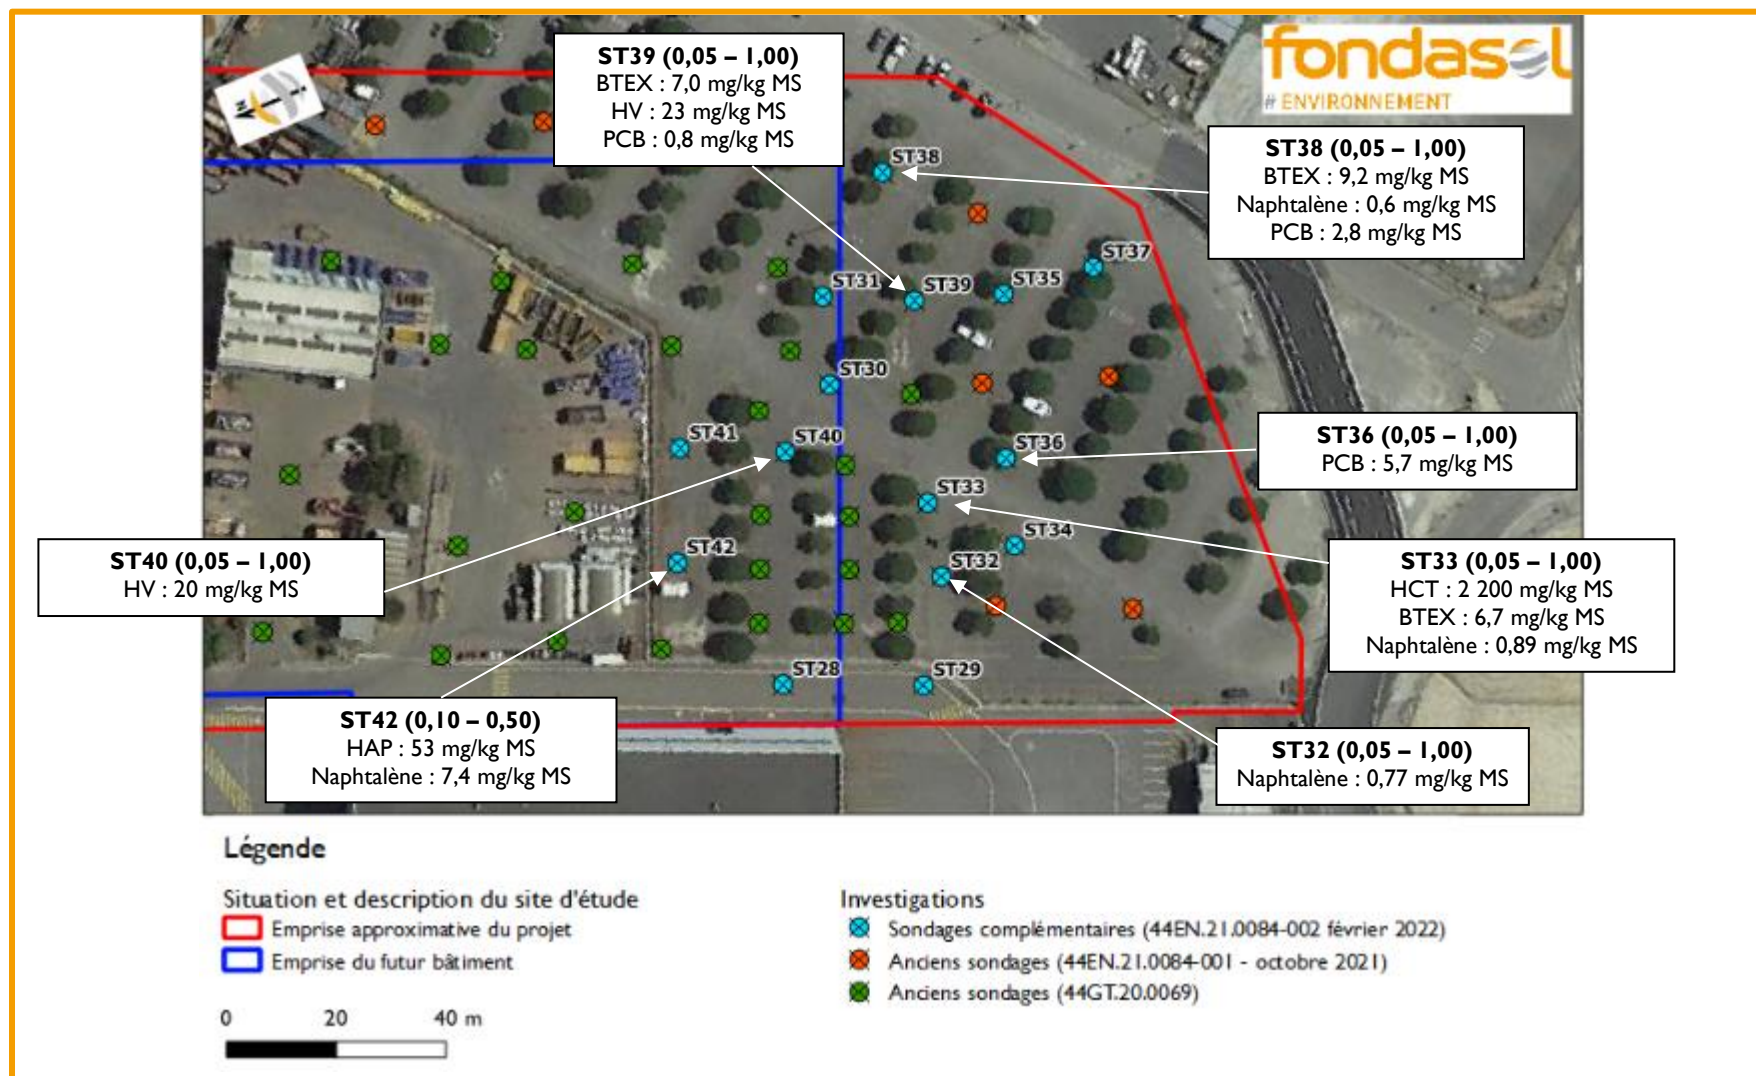 fondasol
# ENVIRONNEMENT
N
ST39 (0,05 – 1,00)
BTEX : 7,0 mg/kg MS
HV : 23 mg/kg MS
PCB : 0,8 mg/kg MS
ST38 (0,05 – 1,00)
BTEX : 9,2 mg/kg MS
Naphtalène : 0,6 mg/kg MS
PCB : 2,8 mg/kg MS
ST38
ST37
ST31
ST39
ST35
ST30
ST41
ST40
ST36
ST36 (0,05 – 1,00)
PCB : 5,7 mg/kg MS
ST33
ST34
ST42
ST32
ST40 (0,05 – 1,00)
HV : 20 mg/kg MS
ST33 (0,05 – 1,00)
HCT : 2 200 mg/kg MS
BTEX : 6,7 mg/kg MS
Naphtalène : 0,89 mg/kg MS
ST28
ST29
ST42 (0,10 – 0,50)
HAP : 53 mg/kg MS
Naphtalène : 7,4 mg/kg MS
ST32 (0,05 – 1,00)
Naphtalène : 0,77 mg/kg MS
Légende
Situation et description du site d'étude
Emprise approximative du projet
Emprise du futur bâtiment
0 20 40 m
Investigations
Sondages complémentaires (44EN.21.0084-002 février 2022)
Anciens sondages (44EN.21.0084-001 - octobre 2021)
Anciens sondages (44GT.20.0069)